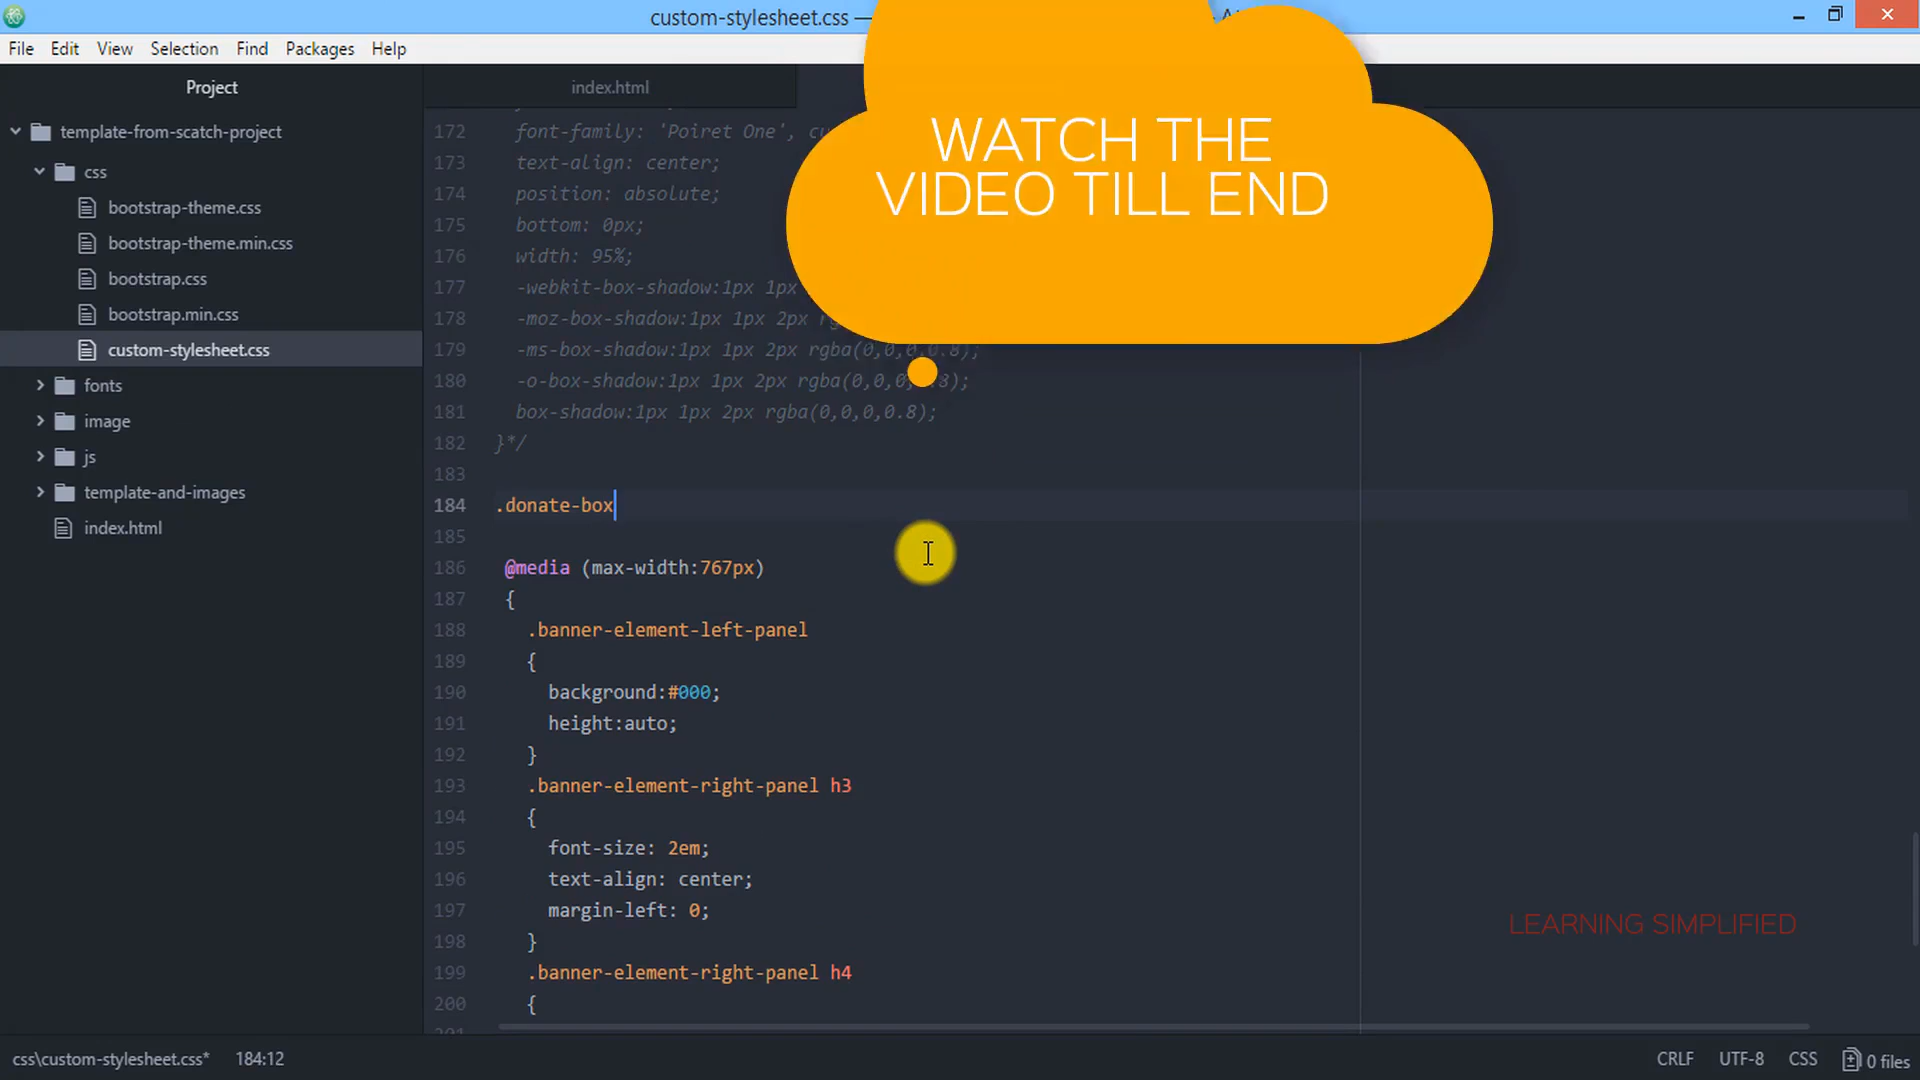 custom-stylesheet.css —
File Edit View Selection Find Packages Help
Project
index.html
WATCH THE
VIDEO TILL END
template-from-scatch-project
css
bootstrap-theme.css
bootstrap-theme.min.css
bootstrap.css
bootstrap.min.css
custom-stylesheet.css
fonts
image
js
template-and-images
index.html
172 font-family: 'Poiret One', cu
173 text-align: center;
174 position: absolute;
175 bottom: 0px;
176 width: 95%;
177 -webkit-box-shadow:1px 1px
178 -moz-box-shadow:1px 1px 2px rg
179 -ms-box-shadow:1px 1px 2px rgba(0,0,0,0.8);
180 -o-box-shadow:1px 1px 2px rgba(0,0,0,0.8);
181 box-shadow:1px 1px 2px rgba(0,0,0,0.8);
182 }*/
183
184 .donate-box
185
186 @media (max-width:767px)
187 {
188 .banner-element-left-panel
189 {
190 background:#000;
191 height:auto;
192 }
193 .banner-element-right-panel h3
194 {
195 font-size: 2em;
196 text-align: center;
197 margin-left: 0;
198 }
199 .banner-element-right-panel h4
200 {
LEARNING SIMPLIFIED
css\custom-stylesheet.css* 184:12 CRLF UTF-8 CSS 0 files